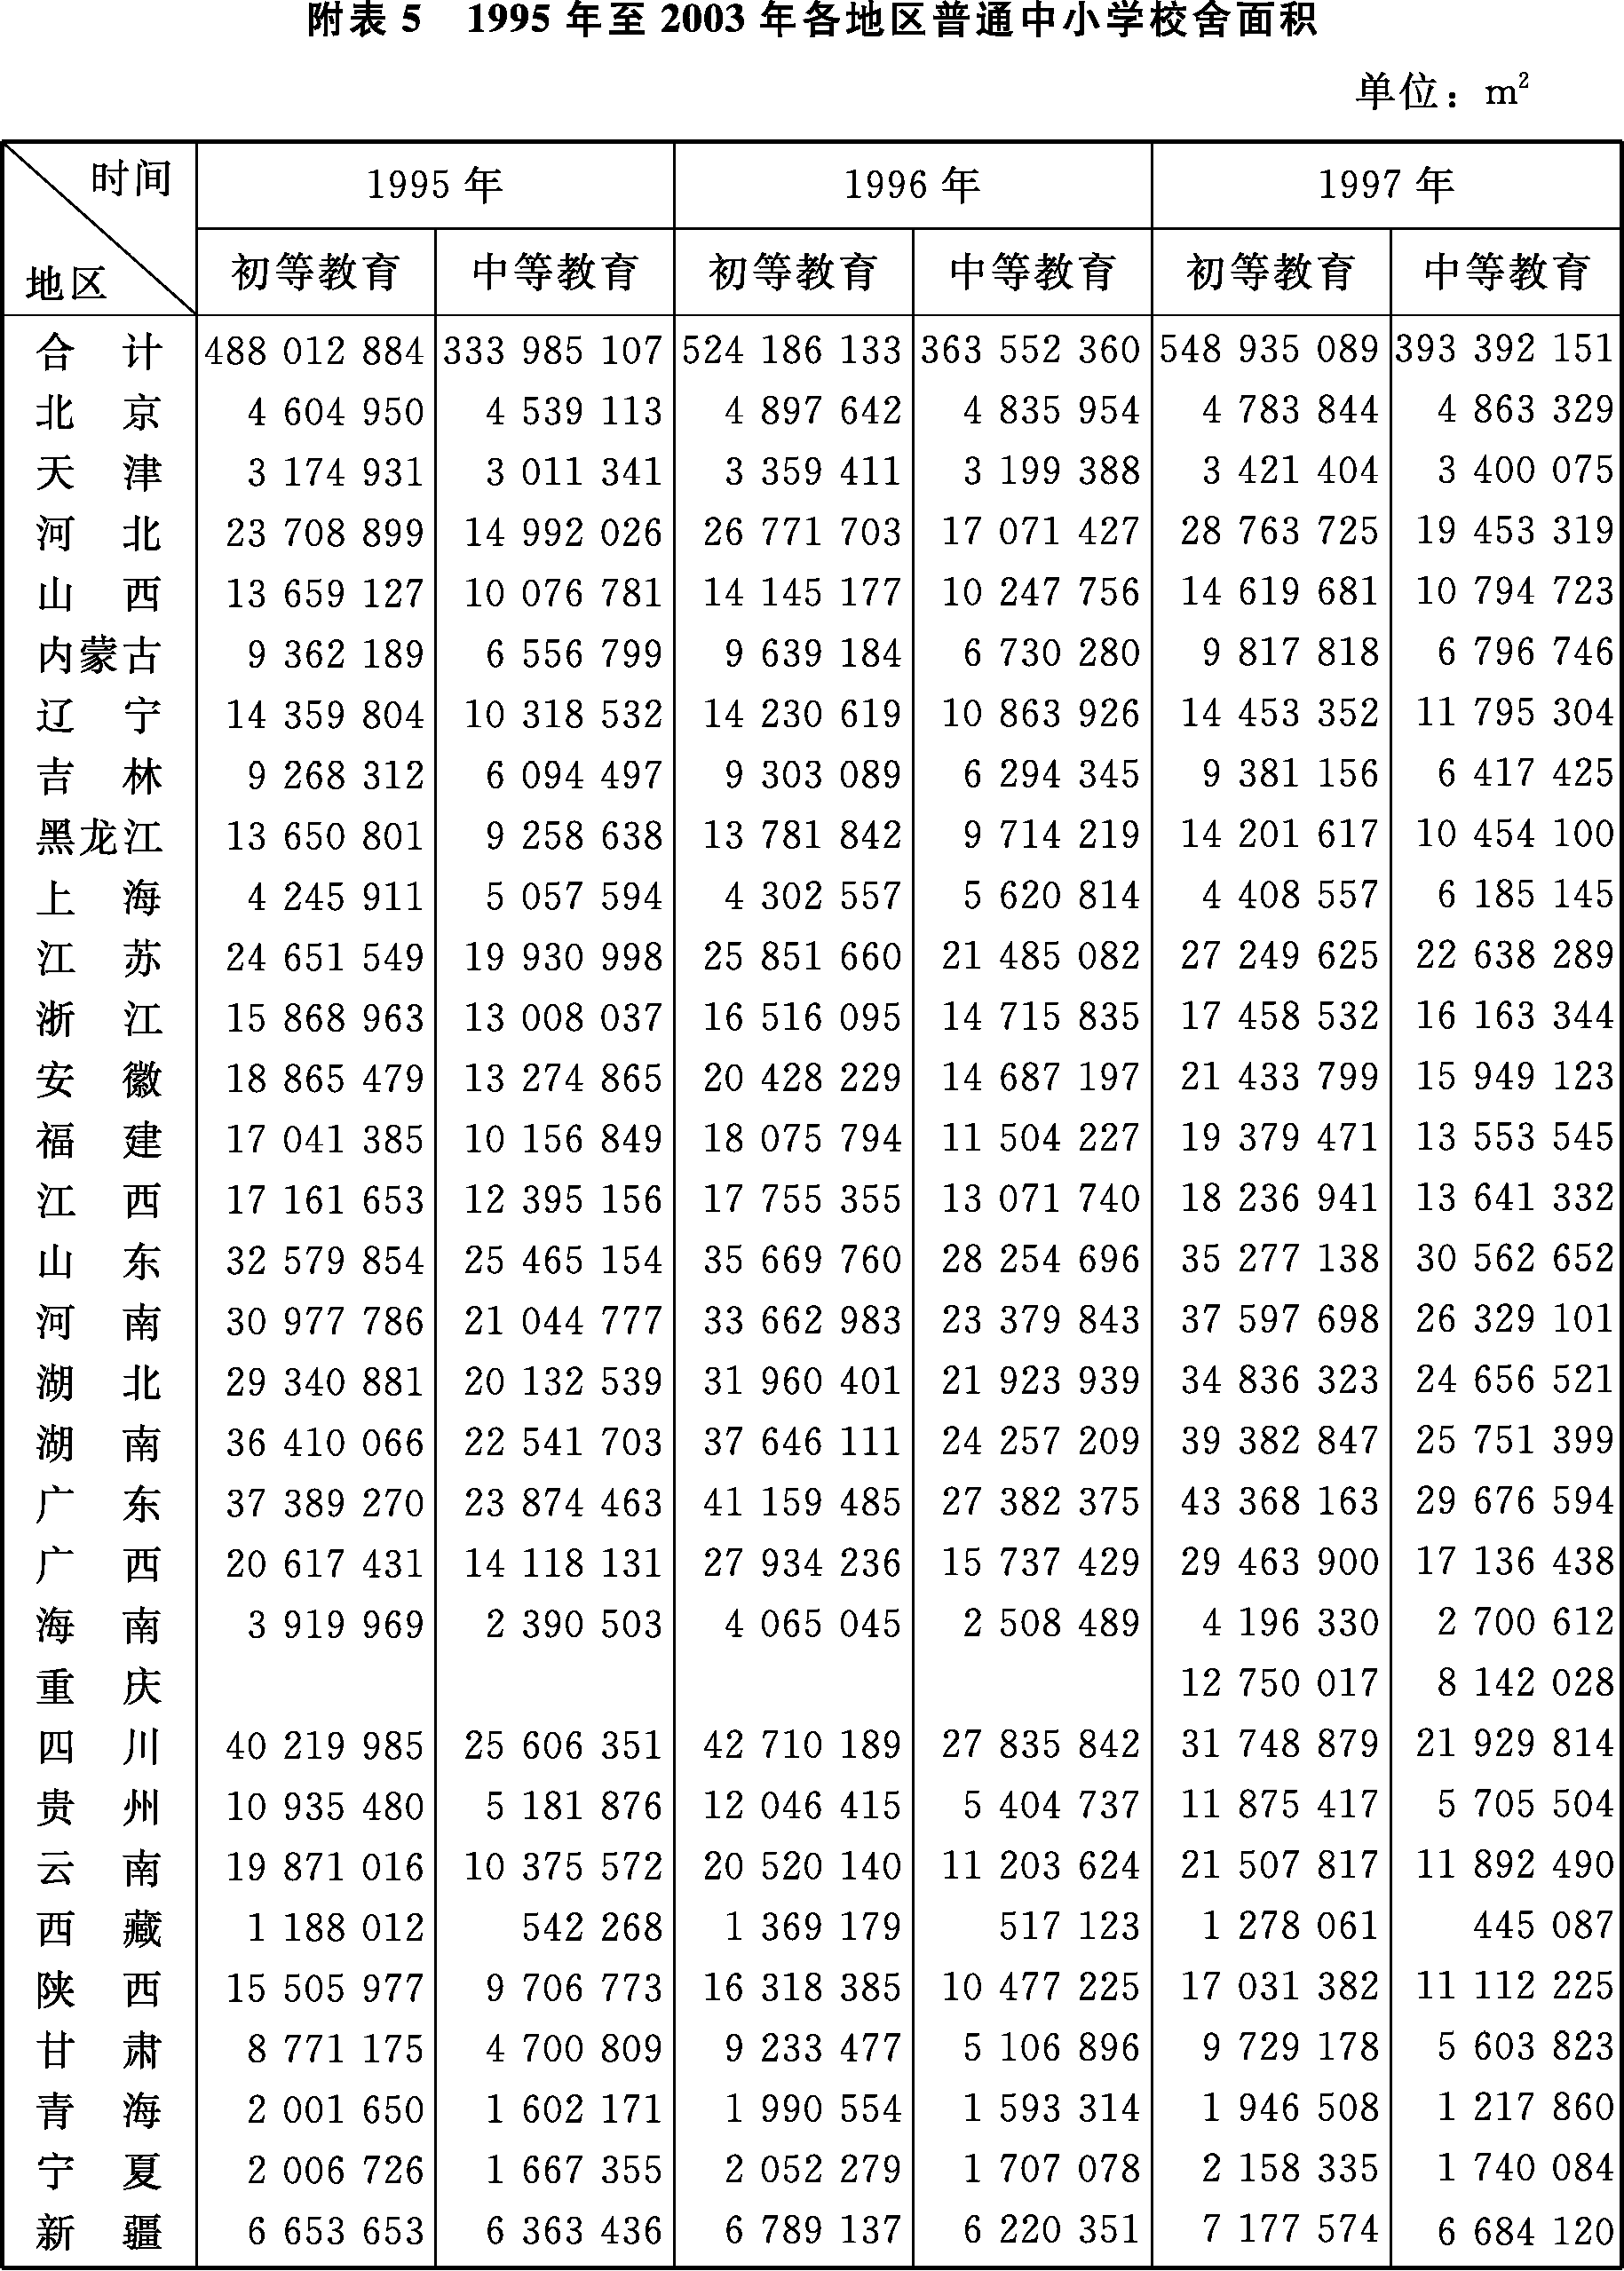 附表 5 1995 年至 2003 年各地区普通中小学校舍面积
单位：m²
时间 1995 年 1996 年 1997 年
地区 初等教育 中等教育 初等教育 中等教育 初等教育 中等教育
合 计 488 012 884 333 985 107 524 186 133 363 552 360 548 935 089 393 392 151
北 京 4 604 950 4 539 113 4 897 642 4 835 954 4 783 844 4 863 329
天 津 3 174 931 3 011 341 3 359 411 3 199 388 3 421 404 3 400 075
河 北 23 708 899 14 992 026 26 771 703 17 071 427 28 763 725 19 453 319
山 西 13 659 127 10 076 781 14 145 177 10 247 756 14 619 681 10 794 723
内蒙古 9 362 189 6 556 799 9 639 184 6 730 280 9 817 818 6 796 746
辽 宁 14 359 804 10 318 532 14 230 619 10 863 926 14 453 352 11 795 304
吉 林 9 268 312 6 094 497 9 303 089 6 294 345 9 381 156 6 417 425
黑龙江 13 650 801 9 258 638 13 781 842 9 714 219 14 201 617 10 454 100
上 海 4 245 911 5 057 594 4 302 557 5 620 814 4 408 557 6 185 145
江 苏 24 651 549 19 930 998 25 851 660 21 485 082 27 249 625 22 638 289
浙 江 15 868 963 13 008 037 16 516 095 14 715 835 17 458 532 16 163 344
安 徽 18 865 479 13 274 865 20 428 229 14 687 197 21 433 799 15 949 123
福 建 17 041 385 10 156 849 18 075 794 11 504 227 19 379 471 13 553 545
江 西 17 161 653 12 395 156 17 755 355 13 071 740 18 236 941 13 641 332
山 东 32 579 854 25 465 154 35 669 760 28 254 696 35 277 138 30 562 652
河 南 30 977 786 21 044 777 33 662 983 23 379 843 37 597 698 26 329 101
湖 北 29 340 881 20 132 539 31 960 401 21 923 939 34 836 323 24 656 521
湖 南 36 410 066 22 541 703 37 646 111 24 257 209 39 382 847 25 751 399
广 东 37 389 270 23 874 463 41 159 485 27 382 375 43 368 163 29 676 594
广 西 20 617 431 14 118 131 27 934 236 15 737 429 29 463 900 17 136 438
海 南 3 919 969 2 390 503 4 065 045 2 508 489 4 196 330 2 700 612
重 庆 12 750 017 8 142 028
四 川 40 219 985 25 606 351 42 710 189 27 835 842 31 748 879 21 929 814
贵 州 10 935 480 5 181 876 12 046 415 5 404 737 11 875 417 5 705 504
云 南 19 871 016 10 375 572 20 520 140 11 203 624 21 507 817 11 892 490
西 藏 1 188 012 542 268 1 369 179 517 123 1 278 061 445 087
陕 西 15 505 977 9 706 773 16 318 385 10 477 225 17 031 382 11 112 225
甘 肃 8 771 175 4 700 809 9 233 477 5 106 896 9 729 178 5 603 823
青 海 2 001 650 1 602 171 1 990 554 1 593 314 1 946 508 1 217 860
宁 夏 2 006 726 1 667 355 2 052 279 1 707 078 2 158 335 1 740 084
新 疆 6 653 653 6 363 436 6 789 137 6 220 351 7 177 574 6 684 120